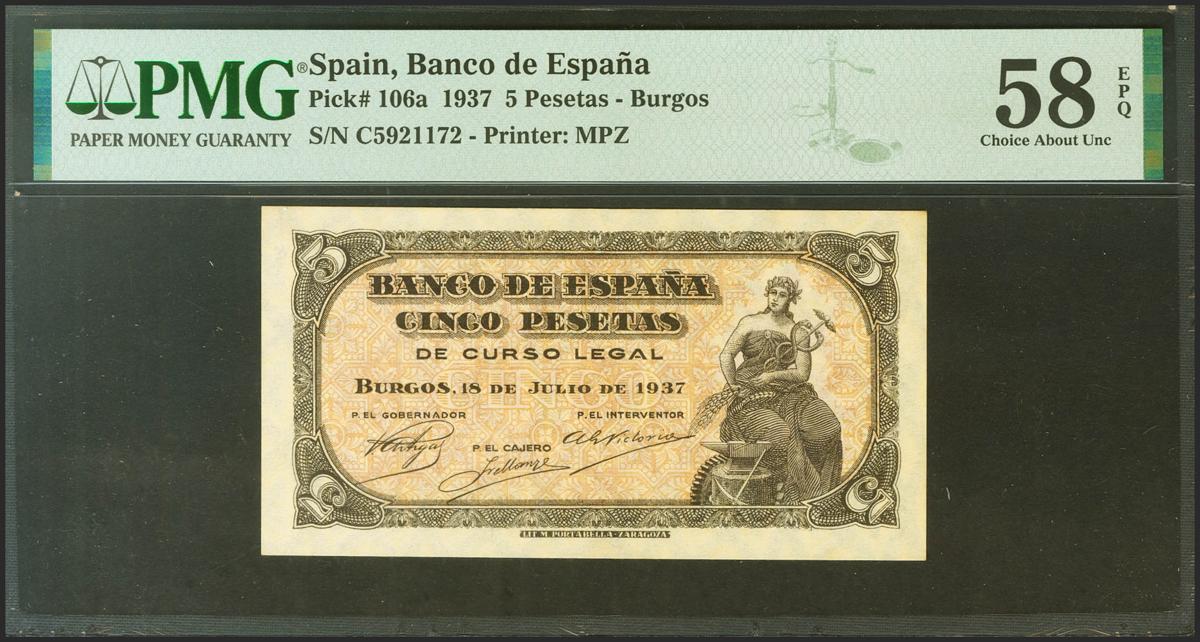 PMG®
PAPER MONEY GUARANTY
Spain, Banco de España
Pick# 106a 1937 5 Pesetas - Burgos
S/N C5921172 - Printer: MPZ
58
EPQ
Choice About Unc
5
5
BANCO DE ESPAÑA
CINCO PESETAS
DE CURSO LEGAL
BURGOS, 18 DE JULIO DE 1937
CINCO
P. EL GOBERNADOR
P. EL INTERVENTOR
P. EL CAJERO
5
5
LIT. M. PORTABELLA-ZARAGOZA